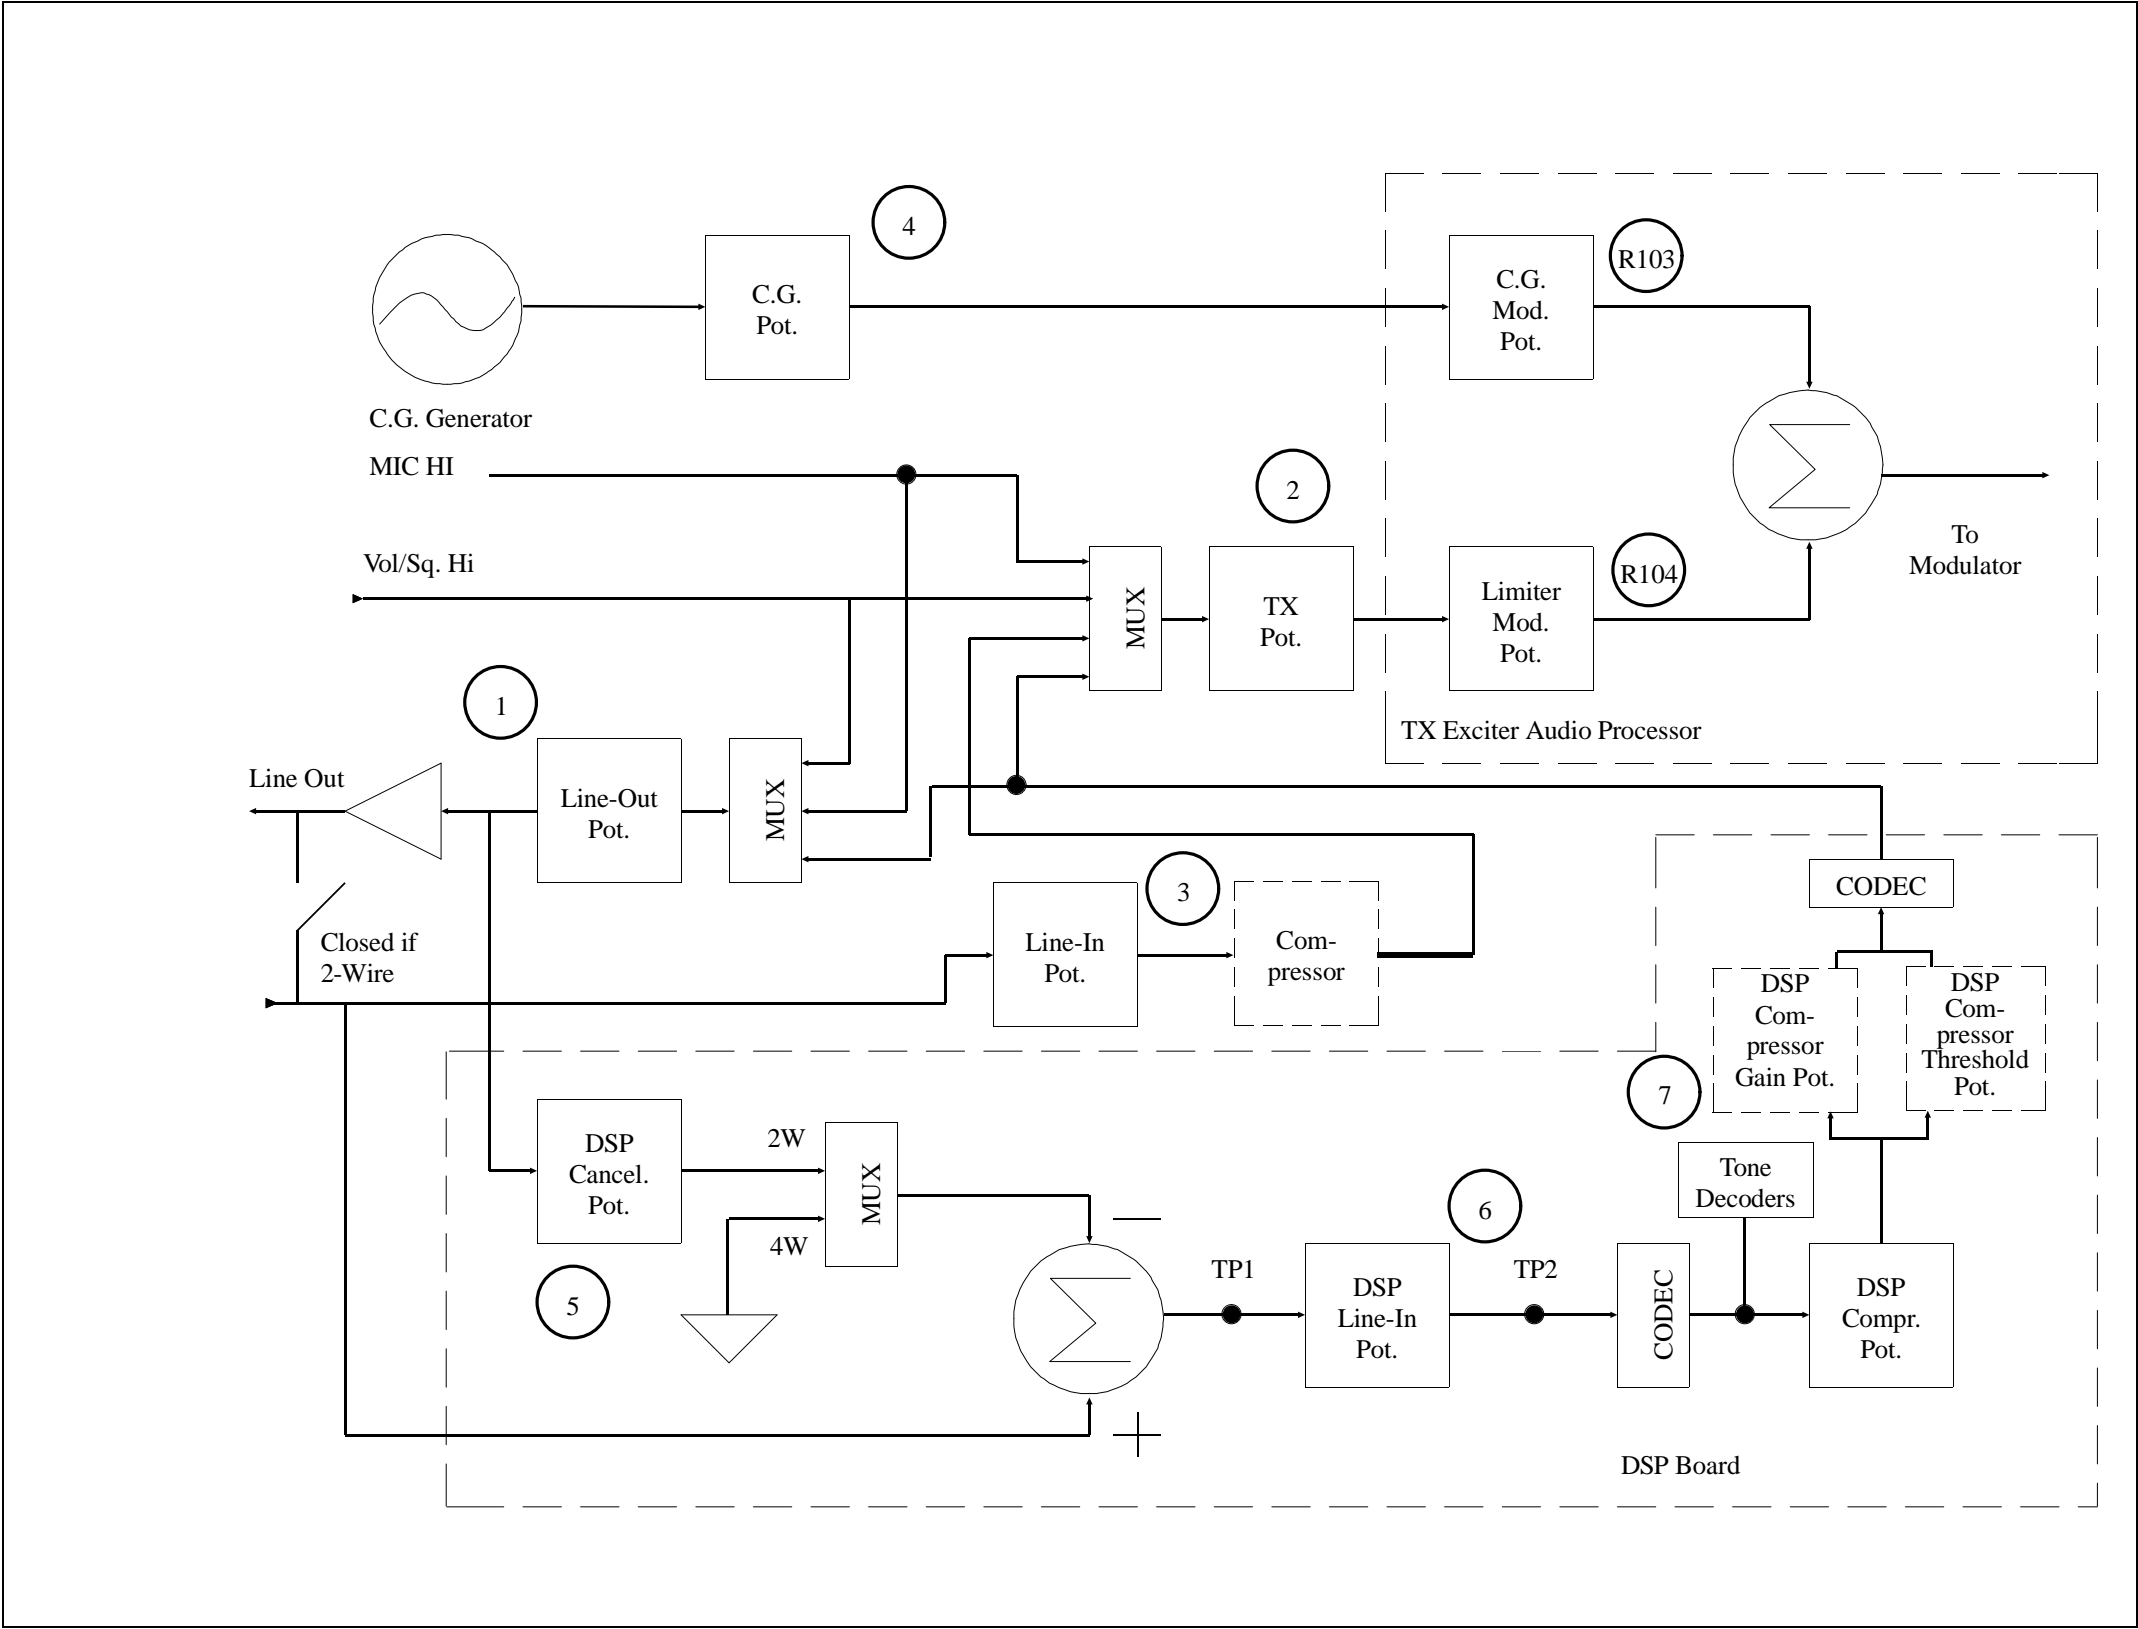 4
R103
C.G.
Pot.
C.G.
Mod.
Pot.
C.G. Generator
MIC HI
2
To
Modulator
Vol/Sq. Hi
MUX
TX
Pot.
Limiter
Mod.
Pot.
R104
1
TX Exciter Audio Processor
Line Out
Line-Out
Pot.
MUX
3
CODEC
Closed if
2-Wire
Line-In
Pot.
Com-
pressor
DSP
Com-
pressor
Gain Pot.
DSP
Com-
pressor
Threshold
Pot.
7
DSP
Cancel.
Pot.
2W
4W
MUX
Tone
Decoders
6
5
TP1
DSP
Line-In
Pot.
TP2
CODEC
DSP
Compr.
Pot.
DSP Board